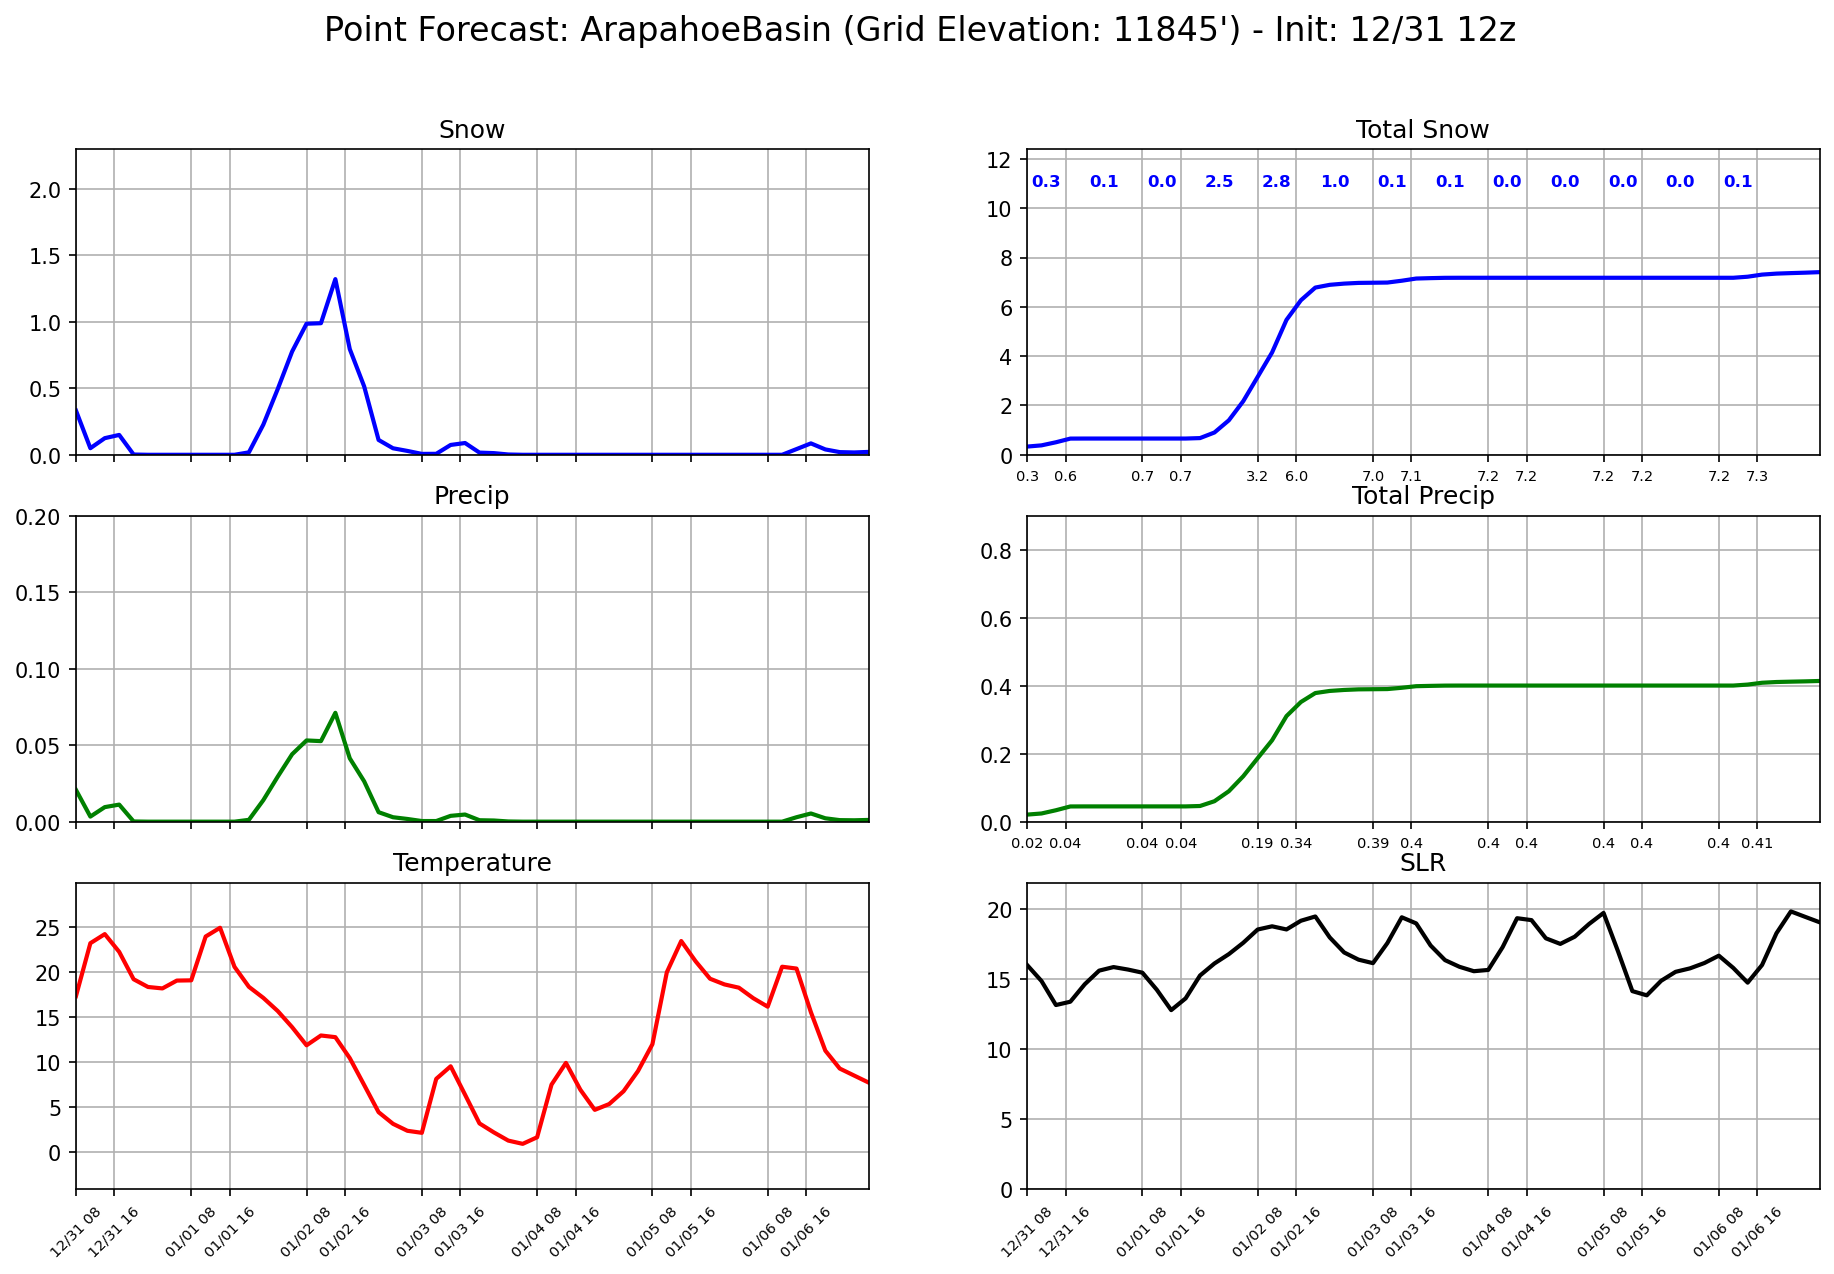 Point Forecast: ArapahoeBasin (Grid Elevation: 11845') - Init: 12/31 12z
Snow
2.0
1.5
1.0
0.5
0.0
Total Snow
12
10
8
6
4
2
0
0.3 0.1 0.0 2.5 2.8 1.0 0.1 0.1 0.0 0.0 0.0 0.0 0.1
0.3 0.6 0.7 0.7 3.2 6.0 7.0 7.1 7.2 7.2 7.2 7.2 7.2 7.3
Precip
0.20
0.15
0.10
0.05
0.00
Total Precip
0.8
0.6
0.4
0.2
0.0
0.02 0.04 0.04 0.04 0.19 0.34 0.39 0.4 0.4 0.4 0.4 0.4 0.4 0.41
Temperature
25
20
15
10
5
0
12/31 08 12/31 16 01/01 08 01/01 16 01/02 08 01/02 16 01/03 08 01/03 16 01/04 08 01/04 16 01/05 08 01/05 16 01/06 08 01/06 16
SLR
20
15
10
5
0
12/31 08 12/31 16 01/01 08 01/01 16 01/02 08 01/02 16 01/03 08 01/03 16 01/04 08 01/04 16 01/05 08 01/05 16 01/06 08 01/06 16